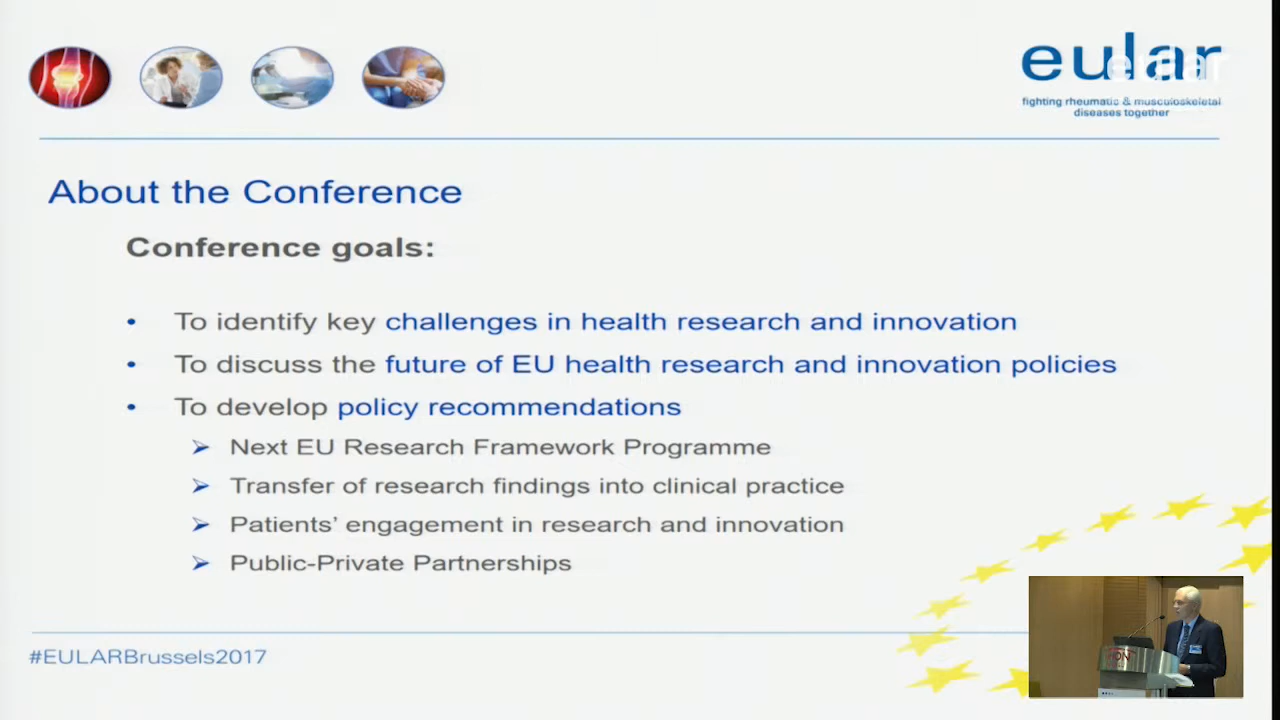 eular
eular
fighting rheumatic & musculoskeletal
diseases together
About the Conference
Conference goals:
• To identify key challenges in health research and innovation
• To discuss the future of EU health research and innovation policies
• To develop policy recommendations
➢ Next EU Research Framework Programme
➢ Transfer of research findings into clinical practice
➢ Patients’ engagement in research and innovation
➢ Public-Private Partnerships
#EULARBrussels2017